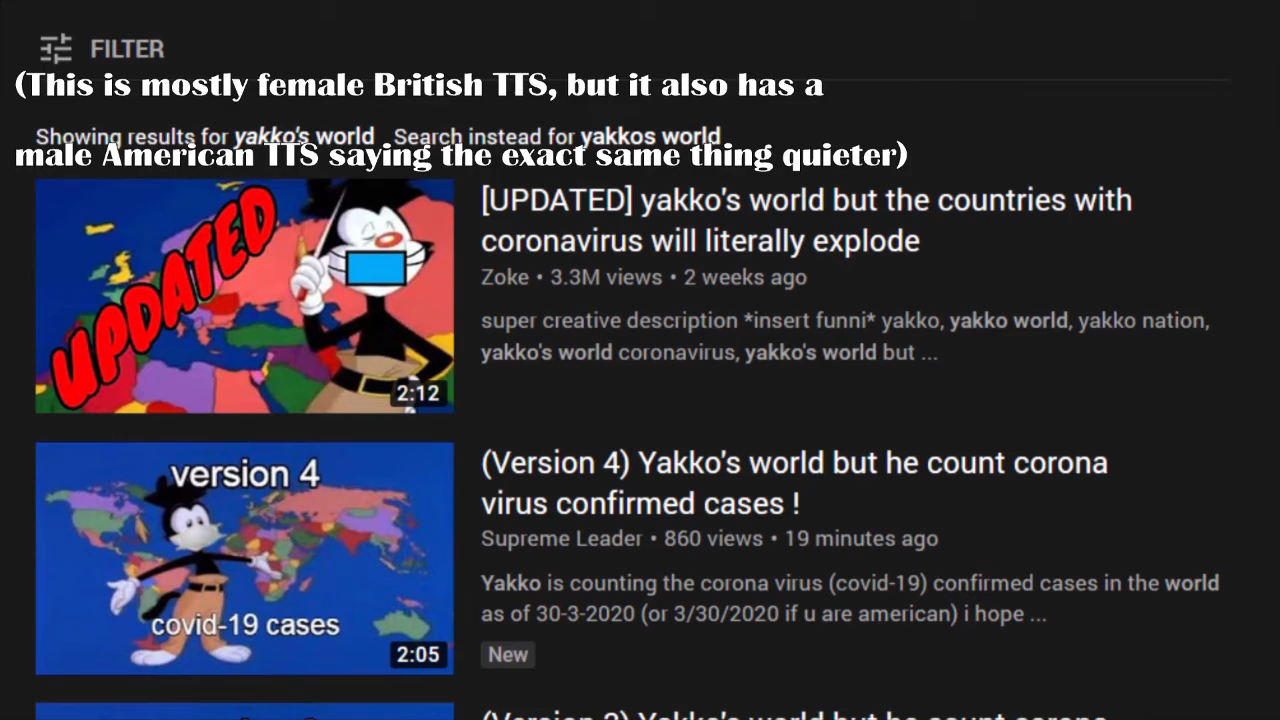 FILTER
(This is mostly female British TTS, but it also has a
Showing results for yakko's world Search instead for yakkos world
male American TTS saying the exact same thing quieter)
UPDATED
2:12
[UPDATED] yakko's world but the countries with
coronavirus will literally explode
Zoke • 3.3M views • 2 weeks ago
super creative description *insert funni* yakko, yakko world, yakko nation,
yakko's world coronavirus, yakko's world but ...
version 4
covid-19 cases
2:05
(Version 4) Yakko's world but he count corona
virus confirmed cases !
Supreme Leader • 860 views • 19 minutes ago
Yakko is counting the corona virus (covid-19) confirmed cases in the world
as of 30-3-2020 (or 3/30/2020 if u are american) i hope ...
New
Yakko's world but he count corona